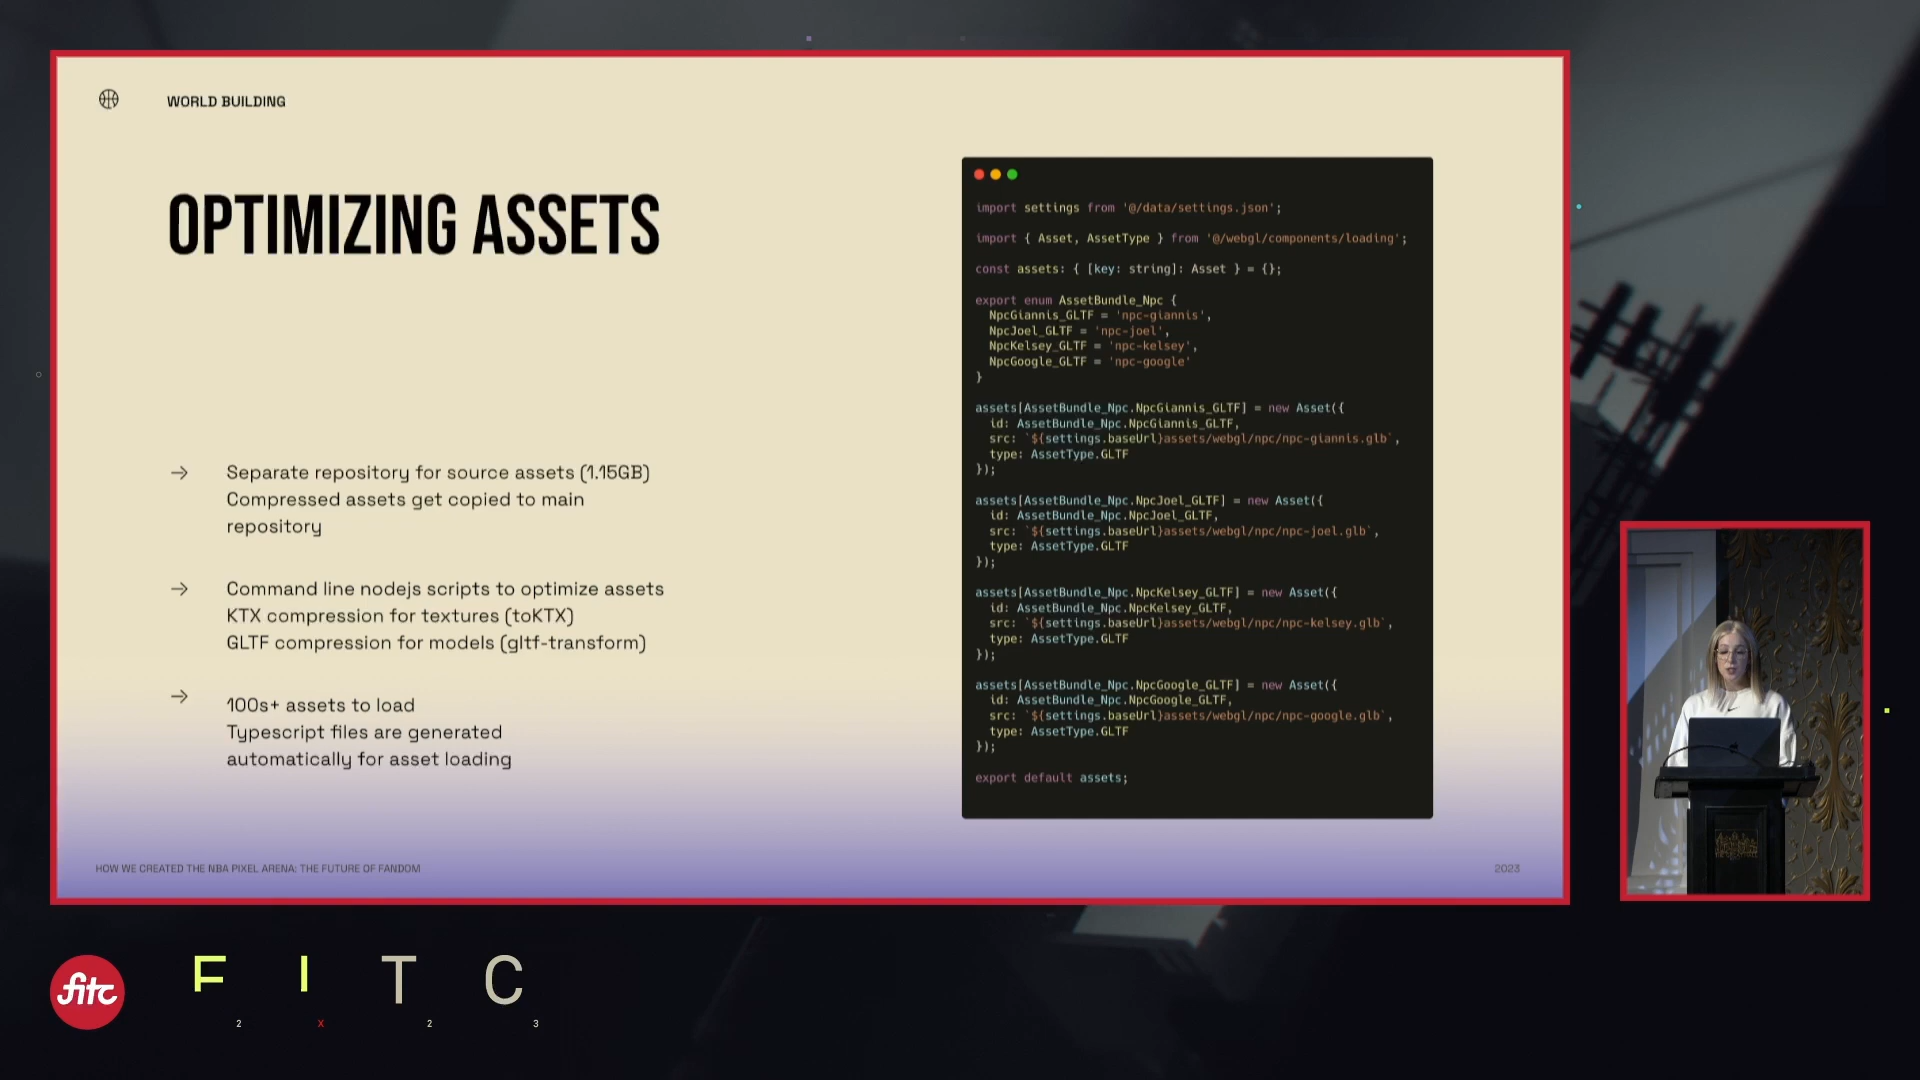 WORLD BUILDING
OPTIMIZING ASSETS
Separate repository for source assets (1.15GB)
Compressed assets get copied to main
repository
Command line nodejs scripts to optimize assets
KTX compression for textures (toKTX)
GLTF compression for models (gltf-transform)
100s+ assets to load
Typescript files are generated
automatically for asset loading
import settings from '@/data/settings.json';
import { Asset, AssetType } from '@/webgl/components/loading';
const assets: { [key: string]: Asset } = {};
export enum AssetBundle_Npc {
NpcGiannis_GLTF = 'npc-giannis',
NpcJoel_GLTF = 'npc-joel',
NpcKelsey_GLTF = 'npc-kelsey',
NpcGoogle_GLTF = 'npc-google'
}
assets[AssetBundle_Npc.NpcGiannis_GLTF] = new Asset({
id: AssetBundle_Npc.NpcGiannis_GLTF,
src: `${settings.baseUrl}assets/webgl/npc/npc-giannis.glb`,
type: AssetType.GLTF
});
assets[AssetBundle_Npc.NpcJoel_GLTF] = new Asset({
id: AssetBundle_Npc.NpcJoel_GLTF,
src: `${settings.baseUrl}assets/webgl/npc/npc-joel.glb`,
type: AssetType.GLTF
});
assets[AssetBundle_Npc.NpcKelsey_GLTF] = new Asset({
id: AssetBundle_Npc.NpcKelsey_GLTF,
src: `${settings.baseUrl}assets/webgl/npc/npc-kelsey.glb`,
type: AssetType.GLTF
});
assets[AssetBundle_Npc.NpcGoogle_GLTF] = new Asset({
id: AssetBundle_Npc.NpcGoogle_GLTF,
src: `${settings.baseUrl}assets/webgl/npc/npc-google.glb`,
type: AssetType.GLTF
});
export default assets;
HOW WE CREATED THE NBA PIXEL ARENA: THE FUTURE OF FANDOM
2023
fitc
F I T C
2 X 2 3